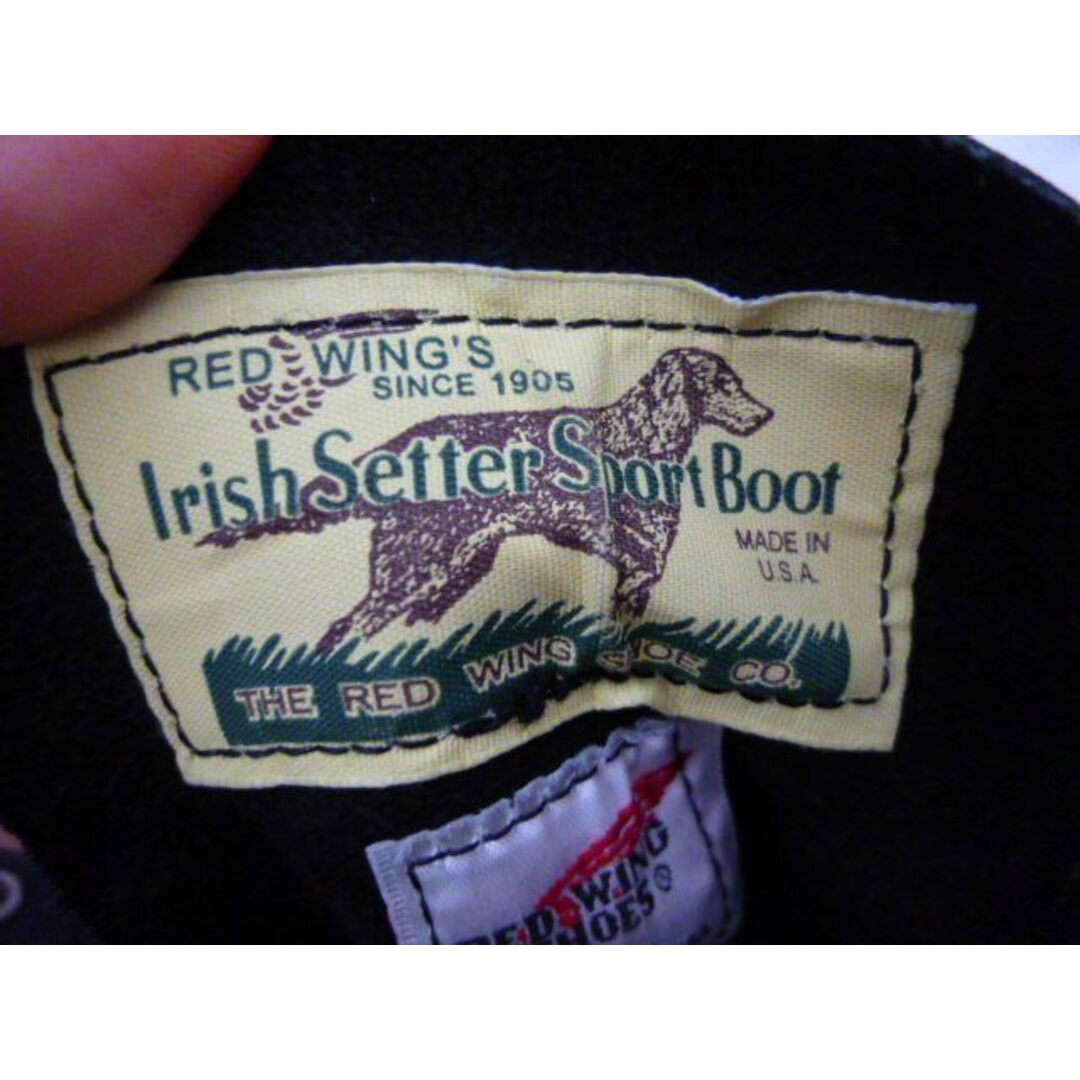 RED WING'S
SINCE 1905
Irish Setter Sport Boot
MADE IN
U.S.A.
THE RED WING SHOE CO.
RED WING
SHOES®